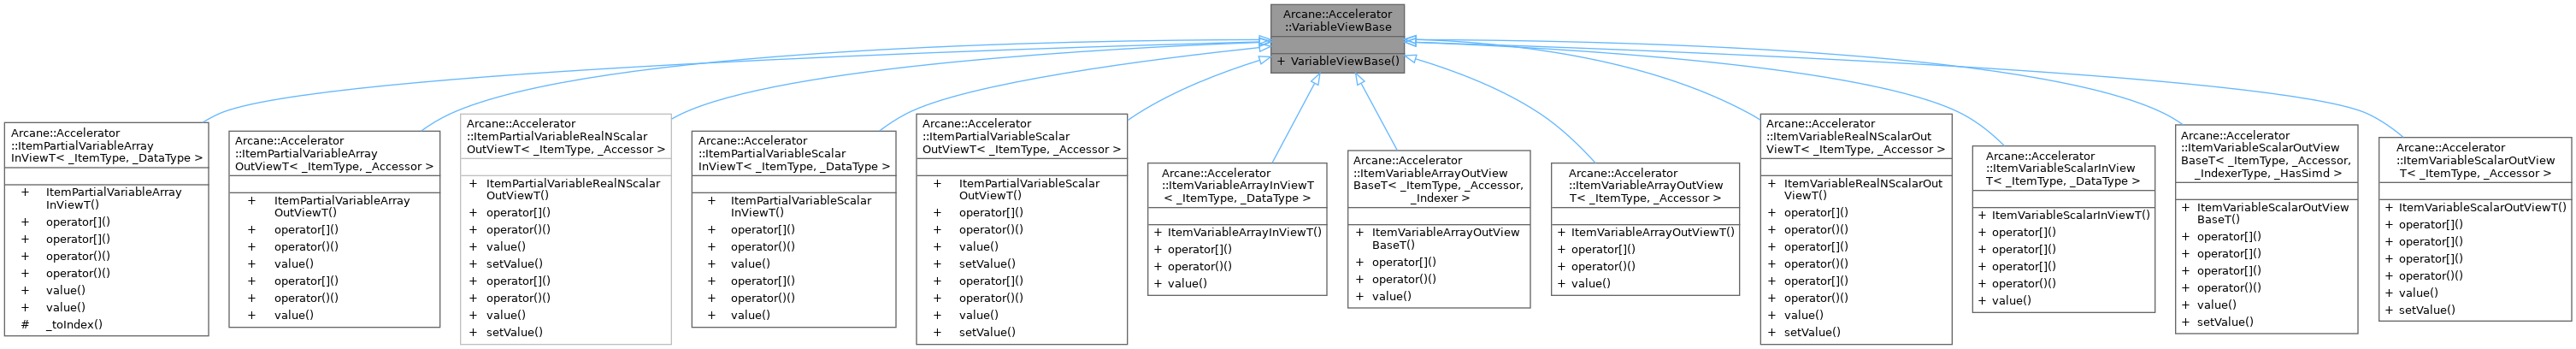 Arcane::Accelerator
::VariableViewBase
+ VariableViewBase()
Arcane::Accelerator
::ItemPartialVariableArray
InViewT< _ItemType, _DataType >
+ ItemPartialVariableArray
InViewT()
+ operator[]()
+ operator[]()
+ operator()()
+ operator()()
+ value()
+ value()
# _toIndex()
Arcane::Accelerator
::ItemPartialVariableArray
OutViewT< _ItemType, _Accessor >
+ ItemPartialVariableArray
OutViewT()
+ operator[]()
+ operator()()
+ value()
+ operator[]()
+ operator()()
+ value()
Arcane::Accelerator
::ItemPartialVariableRealNScalar
OutViewT< _ItemType, _Accessor >
+ ItemPartialVariableRealNScalar
OutViewT()
+ operator[]()
+ operator()()
+ value()
+ setValue()
+ operator[]()
+ operator()()
+ value()
+ setValue()
Arcane::Accelerator
::ItemPartialVariableScalar
InViewT< _ItemType, _DataType >
+ ItemPartialVariableScalar
InViewT()
+ operator[]()
+ operator()()
+ value()
+ operator[]()
+ operator()()
+ value()
Arcane::Accelerator
::ItemPartialVariableScalar
OutViewT< _ItemType, _Accessor >
+ ItemPartialVariableScalar
OutViewT()
+ operator[]()
+ operator()()
+ value()
+ setValue()
+ operator[]()
+ operator()()
+ value()
+ setValue()
Arcane::Accelerator
::ItemVariableArrayInViewT
< _ItemType, _DataType >
+ ItemVariableArrayInViewT()
+ operator[]()
+ operator()()
+ value()
Arcane::Accelerator
::ItemVariableArrayOutView
BaseT< _ItemType, _Accessor,
_Indexer >
+ ItemVariableArrayOutView
BaseT()
+ operator[]()
+ operator()()
+ value()
Arcane::Accelerator
::ItemVariableArrayOutView
T< _ItemType, _Accessor >
+ ItemVariableArrayOutViewT()
+ operator[]()
+ operator()()
+ value()
Arcane::Accelerator
::ItemVariableRealNScalarOut
ViewT< _ItemType, _Accessor >
+ ItemVariableRealNScalarOut
ViewT()
+ operator[]()
+ operator()()
+ operator[]()
+ operator()()
+ operator[]()
+ operator()()
+ value()
+ setValue()
Arcane::Accelerator
::ItemVariableScalarInView
T< _ItemType, _DataType >
+ ItemVariableScalarInViewT()
+ operator[]()
+ operator[]()
+ operator[]()
+ operator()()
+ value()
Arcane::Accelerator
::ItemVariableScalarOutView
BaseT< _ItemType, _Accessor,
_IndexerType, _HasSimd >
+ ItemVariableScalarOutView
BaseT()
+ operator[]()
+ operator[]()
+ operator[]()
+ operator()()
+ value()
+ setValue()
Arcane::Accelerator
::ItemVariableScalarOutView
T< _ItemType, _Accessor >
+ ItemVariableScalarOutViewT()
+ operator[]()
+ operator[]()
+ operator[]()
+ operator()()
+ value()
+ setValue()